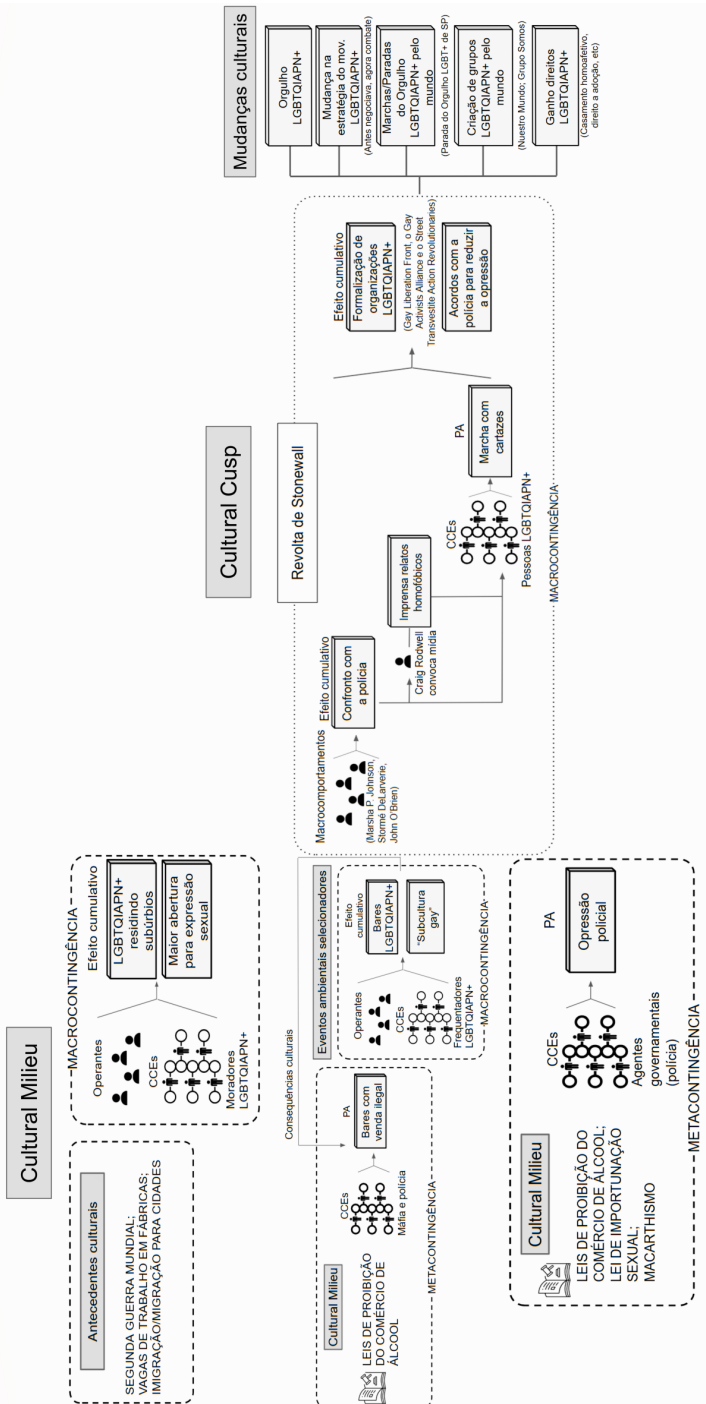 Cultural Milieu
Antecedentes culturais
SEGUNDA GUERRA MUNDIAL;
VAGAS DE TRABALHO EM FÁBRICAS;
IMIGRAÇÃO/MIGRAÇÃO PARA CIDADES
MACROCONTINGÊNCIA
Operantes
CCEs
Moradores
LGBTQIAPN+
Efeito cumulativo
LGBTQIAPN+
residindo
subúrbios
Maior abertura
para expressão
sexual
Consequências culturais
Cultural Milieu
LEIS DE PROIBIÇÃO
DO COMÉRCIO DE
ÁLCOOL
CCEs
Máfia e polícia
PA
Bares com
venda ilegal
METACONTINGÊNCIA
Eventos ambientais selecionadores
Operantes
CCEs
Frequentadores
LGBTQIAPN+
Efeito
cumulativo
Bares
LGBTQIAPN+
"Subcultura
gay"
MACROCONTINGÊNCIA
Cultural Milieu
LEIS DE PROIBIÇÃO DO
COMÉRCIO DE ÁLCOOL;
LEI DE IMPORTUNAÇÃO
SEXUAL;
MACARTHISMO
CCEs
Agentes
governamentais
(polícia)
PA
Opressão
policial
METACONTINGÊNCIA
Cultural Cusp
Revolta de Stonewall
Macrocomportamentos
(Marsha P. Johnson,
Stormé DeLarverie,
John O'Brien)
Efeito cumulativo
Confronto com
a polícia
Craig Rodwell
convoca mídia
Imprensa relatos
homofóbicos
CCEs
Pessoas LGBTQIAPN+
PA
Marcha com
cartazes
Efeito cumulativo
Formalização de
organizações
LGBTQIAPN+
(Gay Liberation Front, o Gay
Activists Alliance e o Street
Transvestite Action Revolutionaries)
Acordos com a
polícia para reduzir
a opressão
MACROCONTINGÊNCIA
Mudanças culturais
Orgulho
LGBTQIAPN+
Mudança na
estratégia do mov.
LGBTQIAPN+
(Antes negociava, agora combate)
Marchas/Paradas
do Orgulho
LGBTQIAPN+ pelo
mundo
(Parada do Orgulho LGBT+ de SP)
Criação de grupos
LGBTQIAPN+ pelo
mundo
(Nuestro Mundo; Grupo Somos)
Ganho direitos
LGBTQIAPN+
(Casamento homoafetivo,
direito a adoção, etc)